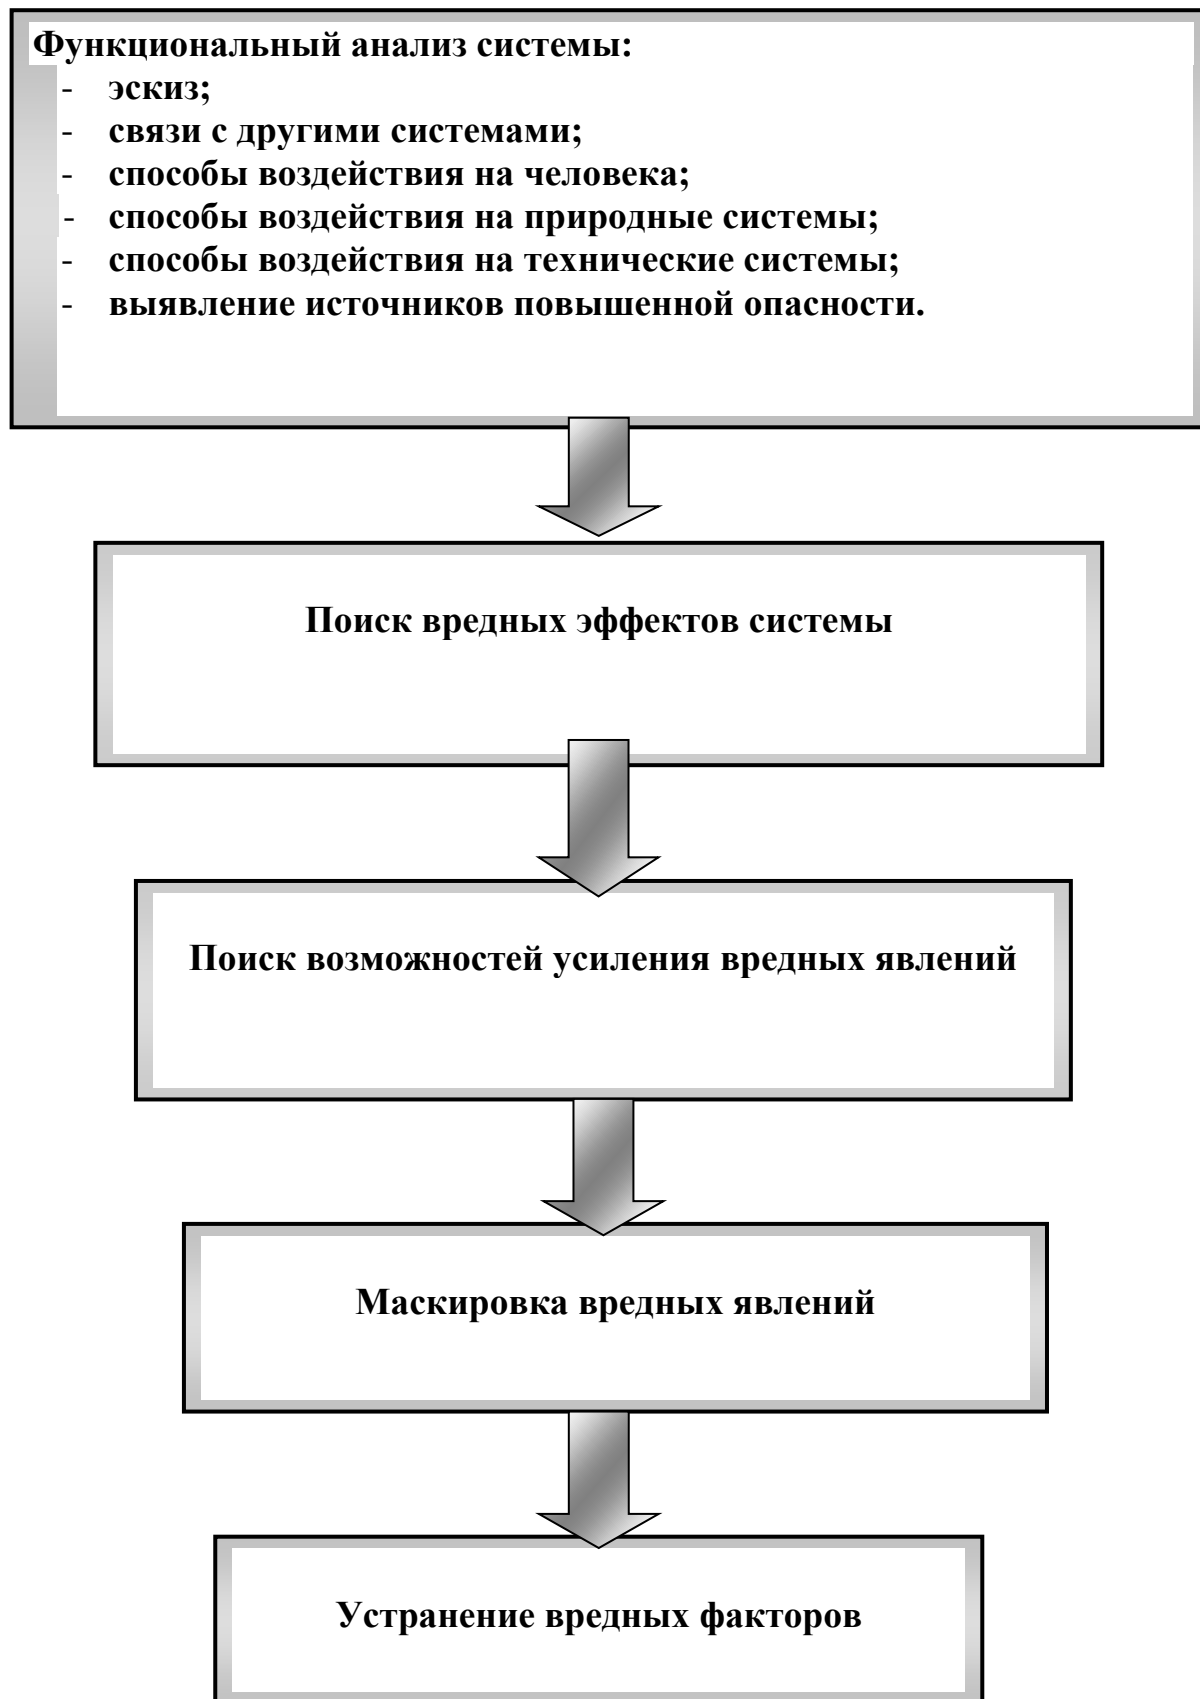 Функциональный анализ системы:
- эскиз;
- связи с другими системами;
- способы воздействия на человека;
- способы воздействия на природные системы;
- способы воздействия на технические системы;
- выявление источников повышенной опасности.
Поиск вредных эффектов системы
Поиск возможностей усиления вредных явлений
Маскировка вредных явлений
Устранение вредных факторов